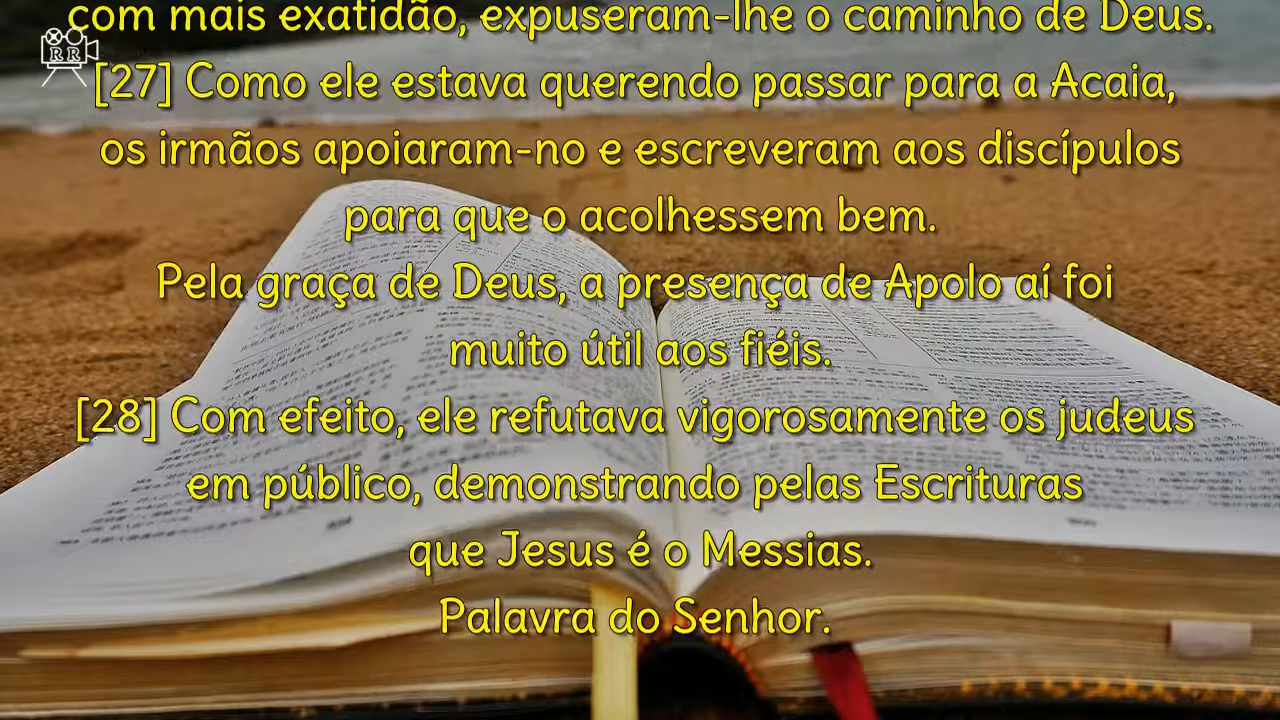 com mais exatidão, expuseram-lhe o caminho de Deus.
RR
[27] Como ele estava querendo passar para a Acaia,
os irmãos apoiaram-no e escreveram aos discípulos
para que o acolhessem bem.
Pela graça de Deus, a presença de Apolo aí foi
muito útil aos fiéis.
[28] Com efeito, ele refutava vigorosamente os judeus
em público, demonstrando pelas Escrituras
que Jesus é o Messias.
Palavra do Senhor.